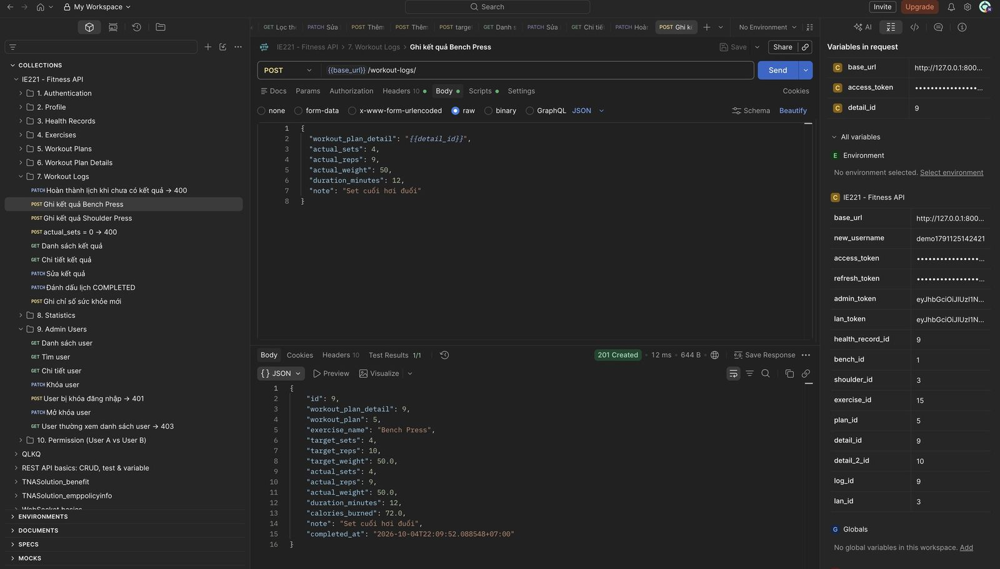 My Workspace
Search
Invite
Upgrade
GET Lọc th
PATCH Sửa
POST Thêm
POST Thêm
POST targe
GET Danh s
PATCH Sửa
GET Chi tiế
PATCH Hoàn
POST Ghi k
No Environment
AI
IE221 - Fitness API > 7. Workout Logs > Ghi kết quả Bench Press
Save
Share
Variables in request
COLLECTIONS
IE221 - Fitness API
1. Authentication
2. Profile
3. Health Records
4. Exercises
5. Workout Plans
6. Workout Plan Details
7. Workout Logs
PATCH Hoàn thành lịch khi chưa có kết quả → 400
POST Ghi kết quả Bench Press
POST Ghi kết quả Shoulder Press
POST actual_sets = 0 → 400
GET Danh sách kết quả
GET Chi tiết kết quả
PATCH Sửa kết quả
PATCH Đánh dấu lịch COMPLETED
POST Ghi chỉ số sức khỏe mới
8. Statistics
9. Admin Users
GET Danh sách user
GET Tìm user
GET Chi tiết user
PATCH Khóa user
POST User bị khóa đăng nhập → 401
PATCH Mở khóa user
GET User thường xem danh sách user → 403
10. Permission (User A vs User B)
QLKQ
REST API basics: CRUD, test & variable
TNASolution_benefit
TNASolution_emppolicyinfo
WebSocket basics
ENVIRONMENTS
DOCUMENTS
SPECS
MOCKS
POST
{{base_url}} /workout-logs/
Send
Docs
Params
Authorization
Headers 10
Body
Scripts
Settings
Cookies
none
form-data
x-www-form-urlencoded
raw
binary
GraphQL
JSON
Schema
Beautify
1 {
2 "workout_plan_detail": "{{detail_id}}",
3 "actual_sets": 4,
4 "actual_reps": 9,
5 "actual_weight": 50,
6 "duration_minutes": 12,
7 "note": "Set cuối hơi đuối"
8 }
Body
Cookies
Headers 10
Test Results 1/1
201 Created
12 ms
644 B
e.g. Save Response
{} JSON
Preview
Visualize
1 {
2 "id": 9,
3 "workout_plan_detail": 9,
4 "workout_plan": 5,
5 "exercise_name": "Bench Press",
6 "target_sets": 4,
7 "target_reps": 10,
8 "target_weight": 50.0,
9 "actual_sets": 4,
10 "actual_reps": 9,
11 "actual_weight": 50.0,
12 "duration_minutes": 12,
13 "calories_burned": 72.0,
14 "note": "Set cuối hơi đuối",
15 "completed_at": "2026-10-04T22:09:52.088548+07:00"
16 }
C base_url http://127.0.0.1:800...
C access_token ••••••••••••••••...
C detail_id 9
All variables
E Environment
No environment selected. Select environment
C IE221 - Fitness API
base_url http://127.0.0.1:800...
new_username demo1791125142421
access_token ••••••••••••••••...
refresh_token ••••••••••••••••...
admin_token eyJhbGciOiJIUzI1N...
lan_token eyJhbGciOiJIUzI1N...
health_record_id 9
bench_id 1
shoulder_id 3
exercise_id 15
plan_id 5
detail_id 9
detail_2_id 10
log_id 9
lan_id 3
G Globals
No global variables in this workspace. Add